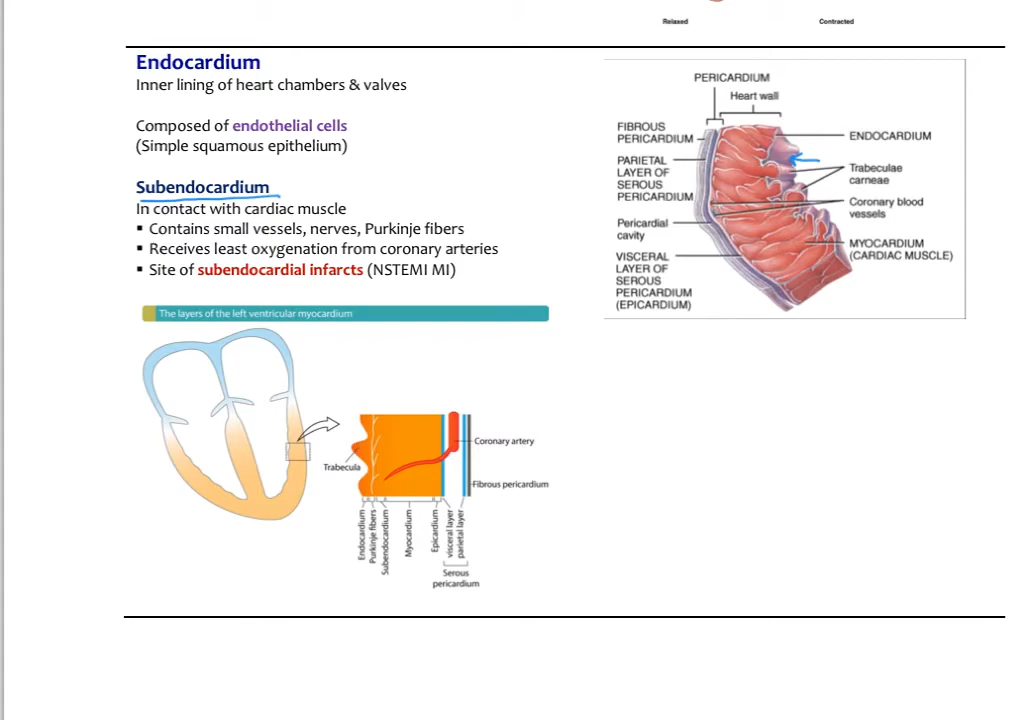 Relaxed
Contracted
Endocardium
Inner lining of heart chambers & valves
Composed of endothelial cells
(Simple squamous epithelium)
Subendocardium
In contact with cardiac muscle
▪ Contains small vessels, nerves, Purkinje fibers
▪ Receives least oxygenation from coronary arteries
▪ Site of subendocardial infarcts (NSTEMI MI)
PERICARDIUM
Heart wall
FIBROUS
PERICARDIUM
PARIETAL
LAYER OF
SEROUS
PERICARDIUM
Pericardial
cavity
VISCERAL
LAYER OF
SEROUS
PERICARDIUM
(EPICARDIUM)
ENDOCARDIUM
Trabeculae
carneae
Coronary blood
vessels
MYOCARDIUM
(CARDIAC MUSCLE)
The layers of the left ventricular myocardium
Trabecula
Coronary artery
Fibrous pericardium
Endocardium
Purkinje fibers
Subendocardium
Myocardium
Epicardium
visceral layer
parietal layer
Serous
pericardium